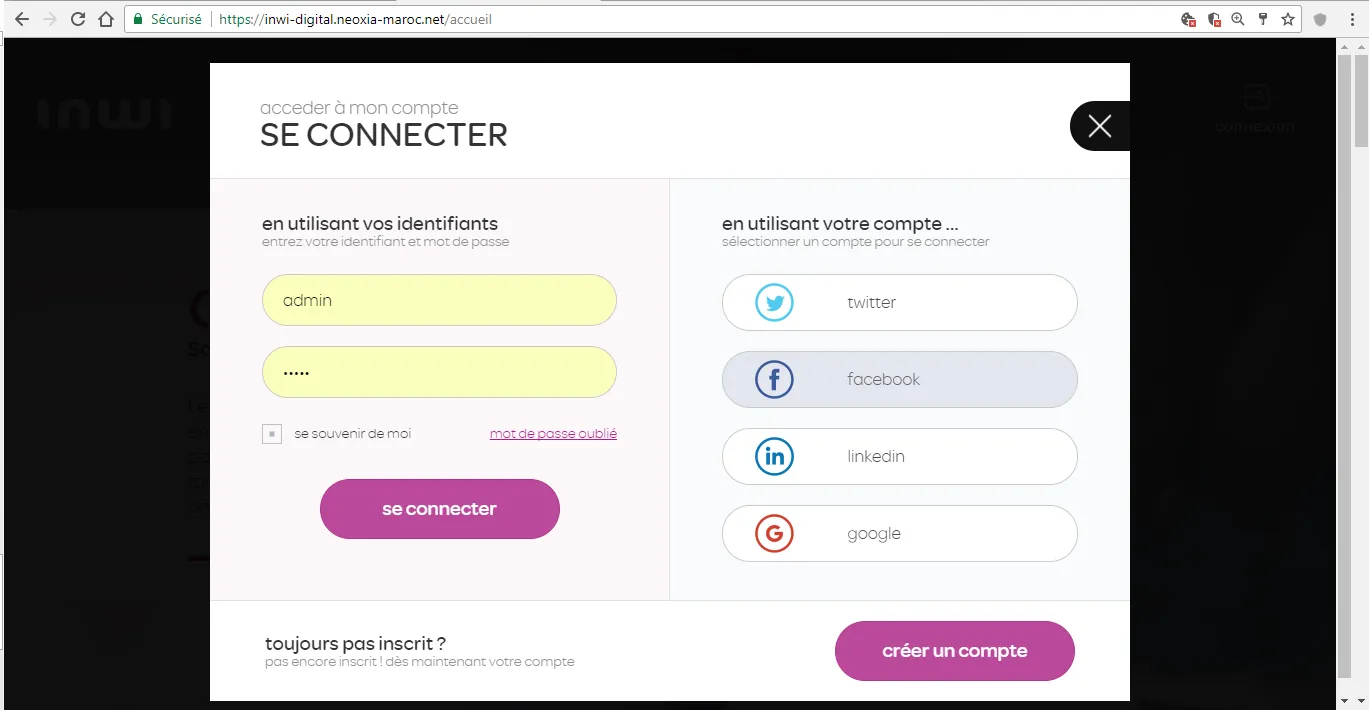 Sécurisé
https://inwi-digital.neoxia-maroc.net/accueil
inwi
connexion
acceder à mon compte
SE CONNECTER
en utilisant vos identifiants
entrez votre identifiant et mot de passe
admin
•••••
se souvenir de moi
mot de passe oublié
se connecter
en utilisant votre compte ...
sélectionner un compte pour se connecter
twitter
facebook
linkedin
google
toujours pas inscrit ?
pas encore inscrit ! dès maintenant votre compte
créer un compte